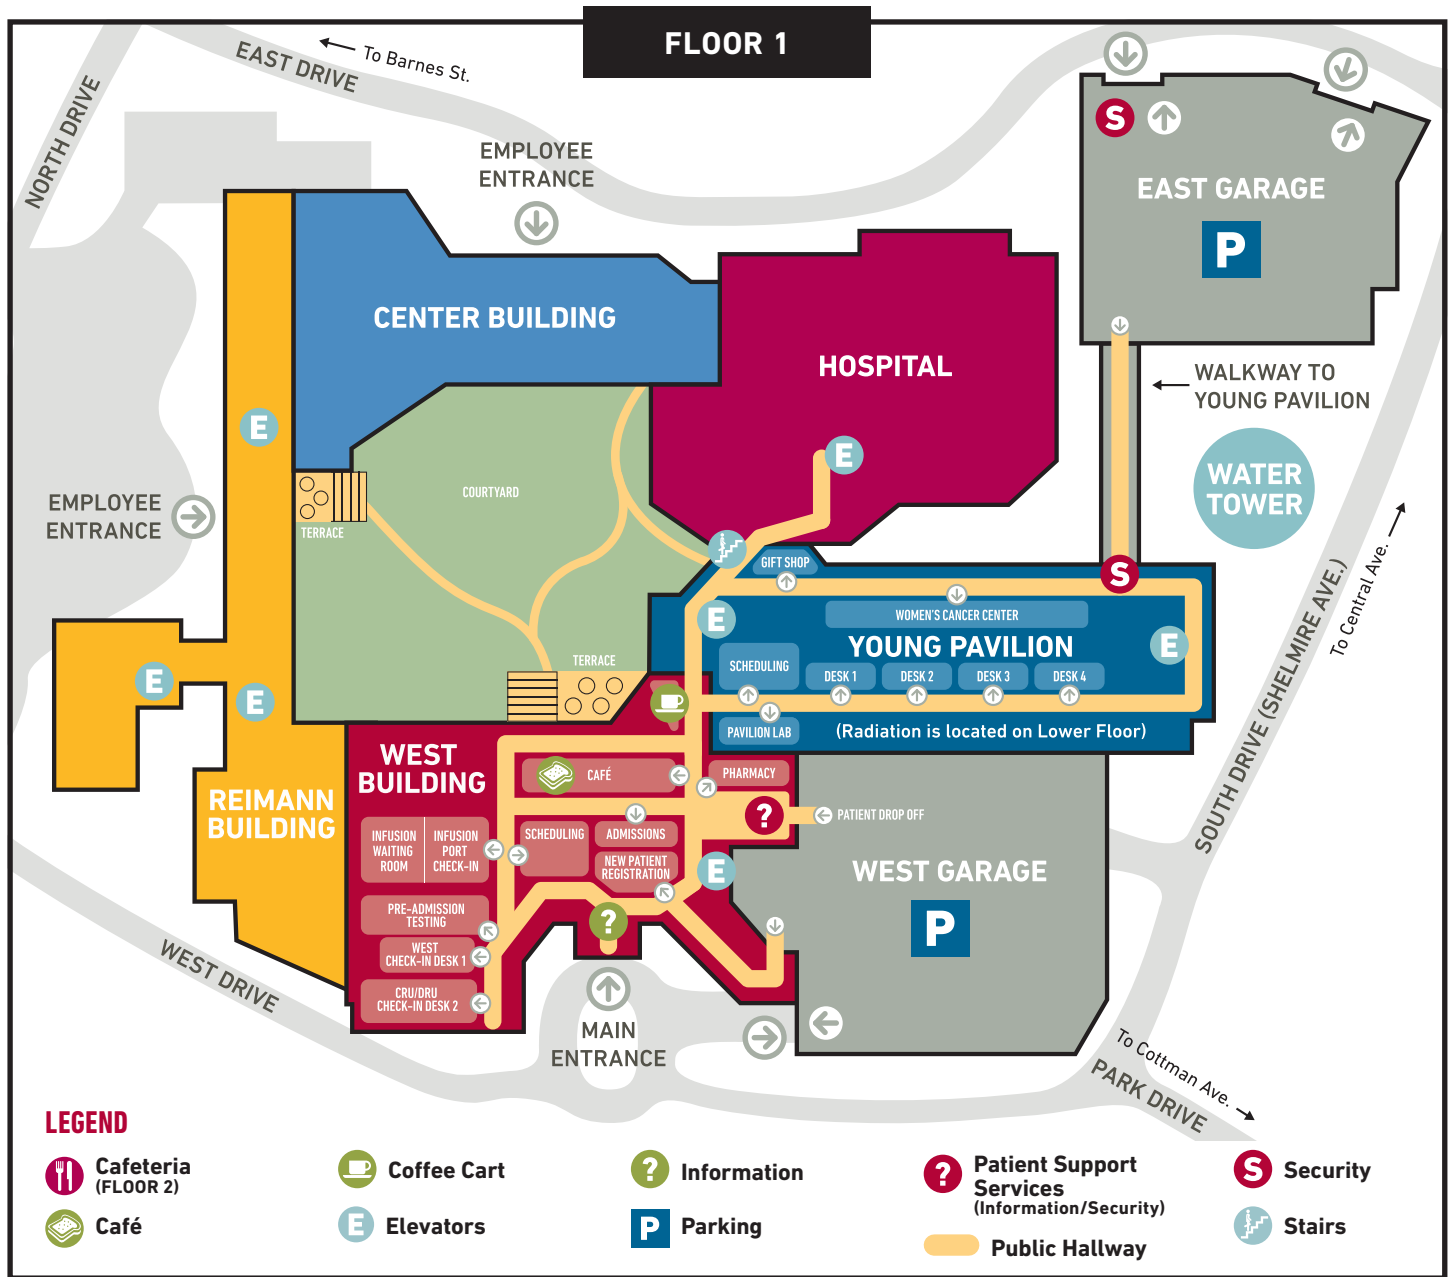 FLOOR 1
To Barnes St.
EAST DRIVE
NORTH DRIVE
EMPLOYEE
ENTRANCE
S
EAST GARAGE
P
CENTER BUILDING
HOSPITAL
WALKWAY TO
YOUNG PAVILION
E
E
WATER
TOWER
COURTYARD
EMPLOYEE
ENTRANCE
TERRACE
GIFT SHOP
S
To Central Ave.
SOUTH DRIVE (SHELMIRE AVE.)
E
WOMEN'S CANCER CENTER
YOUNG PAVILION
E
TERRACE
SCHEDULING
DESK 1
DESK 2
DESK 3
DESK 4
E
E
PAVILION LAB
(Radiation is located on Lower Floor)
WEST
BUILDING
CAFÉ
PHARMACY
REIMANN
BUILDING
?
PATIENT DROP OFF
INFUSION
WAITING
ROOM
INFUSION
PORT
CHECK-IN
SCHEDULING
ADMISSIONS
NEW PATIENT
REGISTRATION
E
WEST GARAGE
P
PRE-ADMISSION
TESTING
?
WEST
CHECK-IN DESK 1
CRU/DRU
CHECK-IN DESK 2
WEST DRIVE
MAIN
ENTRANCE
To Cottman Ave.
PARK DRIVE
LEGEND
Cafeteria
(FLOOR 2)
Café
Coffee Cart
E Elevators
? Information
P Parking
? Patient Support
Services
(Information/Security)
Public Hallway
S Security
Stairs